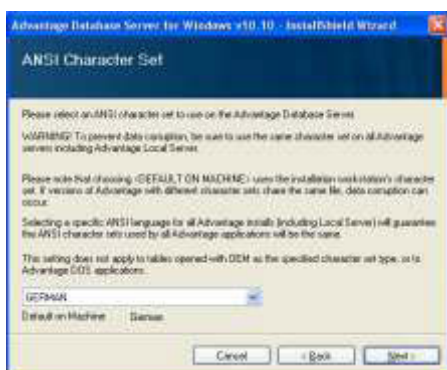 Advantage Database Server for Windows v10.10 - InstallShield Wizard
ANSI Character Set
Please select an ANSI character set to use on the Advantage Database Server.
WARNING! To prevent data corruption, be sure to use the same character set on all Advantage
servers including Advantage Local Server.
Please note that choosing <DEFAULT ON MACHINE> uses the installation workstation's character
set. If versions of Advantage with different character sets share the same file, data corruption can
occur.
Selecting a specific ANSI language for all Advantage installs (including Local Server) will guarantee
the ANSI character sets used by all Advantage applications will be the same.
This setting does not apply to tables opened with OEM as the specified character set type, or to
Advantage DOS applications.
GERMAN
Default on Machine German
Cancel < Back Next >